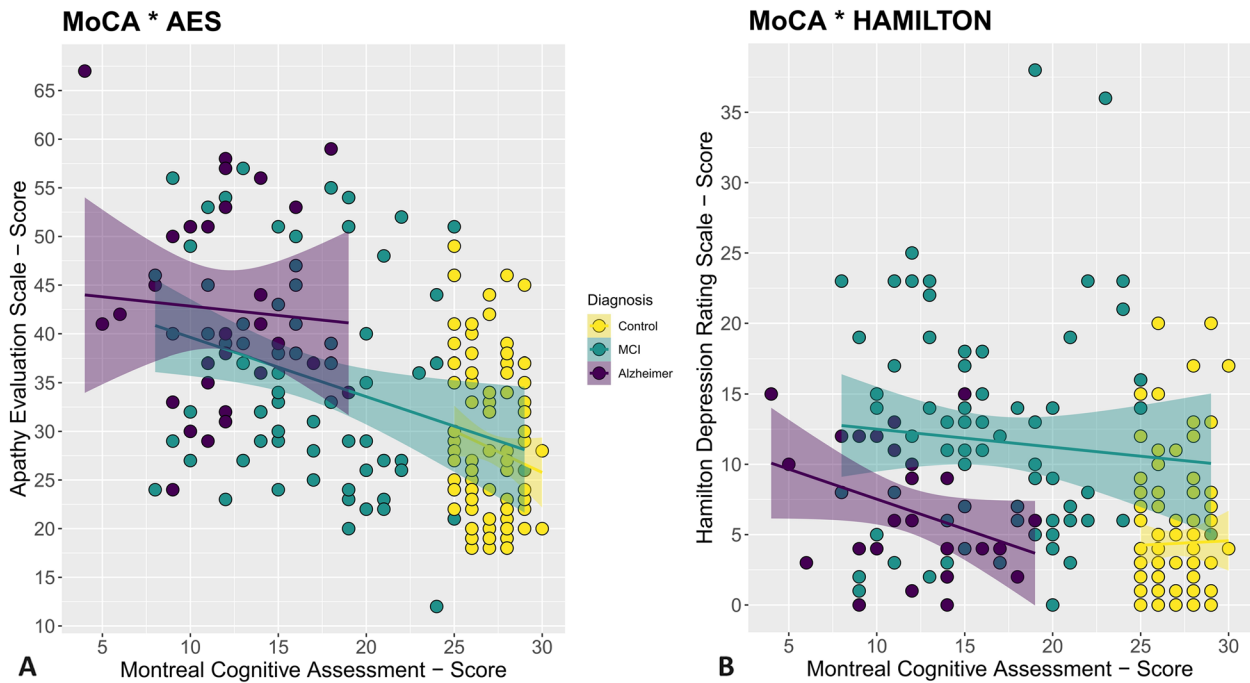 MoCA * AES
65
60
55
50
45
40
35
30
25
20
15
10
Apathy Evaluation Scale − Score
5 10 15 20 25 30
Montreal Cognitive Assessment − Score
A
Diagnosis
Control
MCI
Alzheimer
MoCA * HAMILTON
35
30
25
20
15
10
5
0
Hamilton Depression Rating Scale − Score
5 10 15 20 25 30
Montreal Cognitive Assessment − Score
B